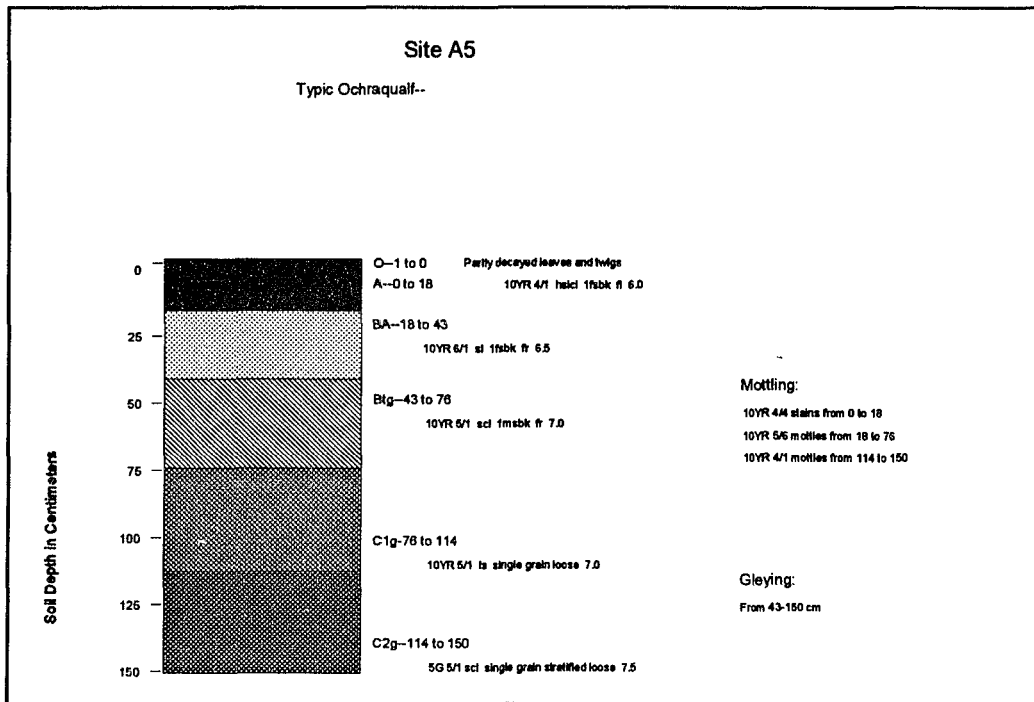 Site A5
Typic Ochraqualf--
0
25
50
75
100
125
150
Soil Depth in Centimeters
O--1 to 0 Partly decayed leaves and twigs
A--0 to 18 10YR 4/1 hsicl 1fsbk fi 6.0
BA--18 to 43
10YR 6/1 sl 1fsbk fr 6.5
Btg--43 to 76
10YR 5/1 scl 1msbk fr 7.0
C1g-76 to 114
10YR 5/1 ls single grain loose 7.0
C2g--114 to 150
5G 5/1 scl single grain stratified loose 7.5
Mottling:
10YR 4/4 stains from 0 to 18
10YR 5/6 mottles from 18 to 76
10YR 4/1 mottles from 114 to 150
Gleying:
From 43-150 cm